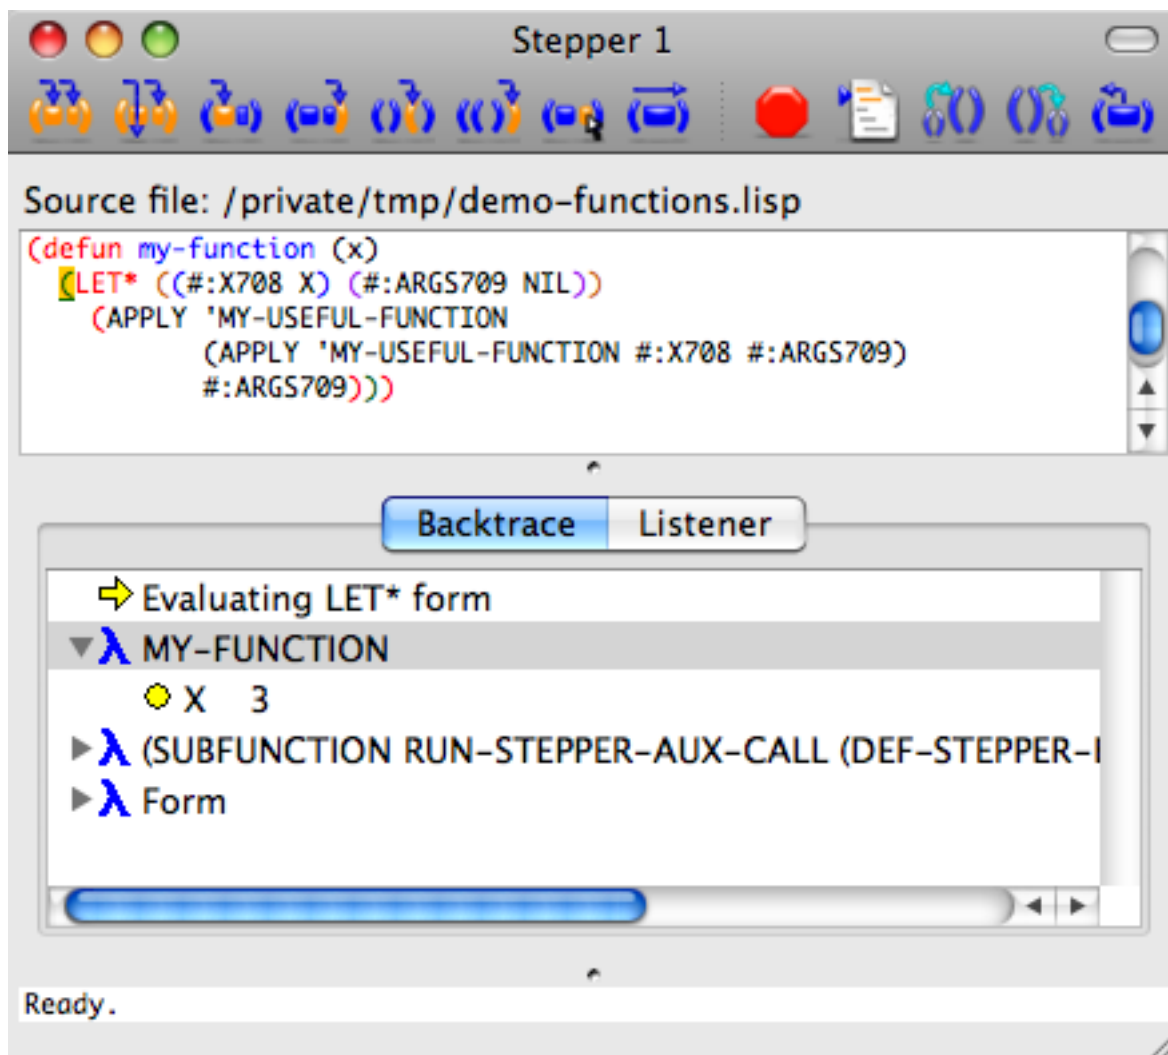 Stepper 1
Source file: /private/tmp/demo-functions.lisp
(defun my-function (x)
(LET* ((#:X708 X) (#:ARGS709 NIL))
(APPLY 'MY-USEFUL-FUNCTION
(APPLY 'MY-USEFUL-FUNCTION #:X708 #:ARGS709)
#:ARGS709)))
Backtrace Listener
Evaluating LET* form
λ MY-FUNCTION
X 3
λ (SUBFUNCTION RUN-STEPPER-AUX-CALL (DEF-STEPPER-
λ Form
Ready.